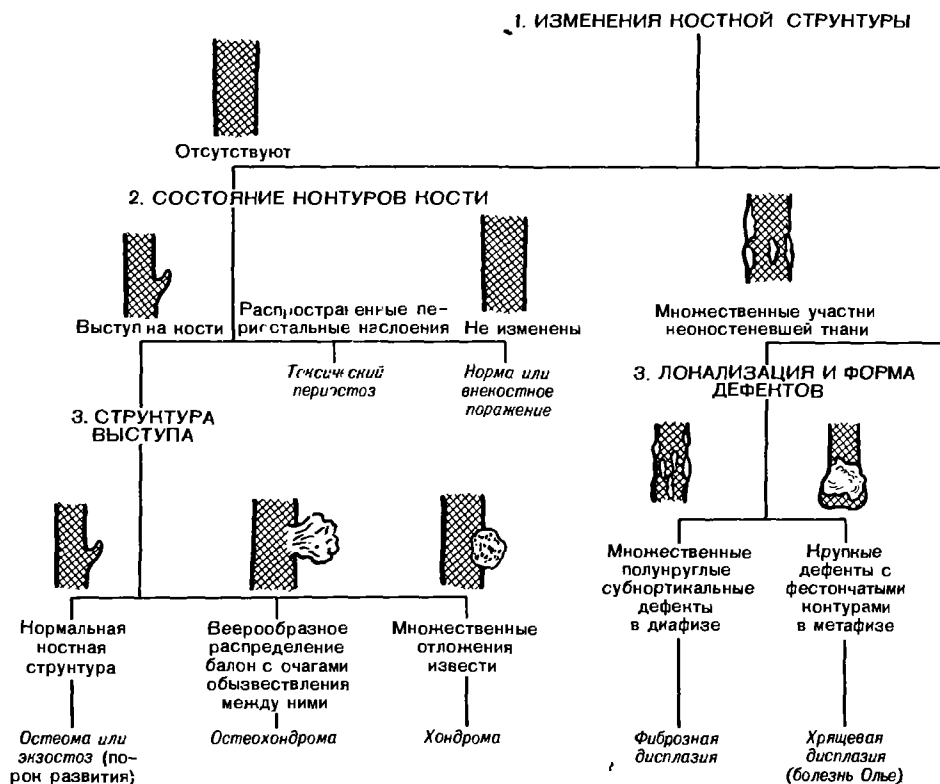 1. ИЗМЕНЕНИЯ КОСТНОЙ СТРУКТУРЫ
Отсутствуют
2. СОСТОЯНИЕ КОНТУРОВ КОСТИ
Выступ на кости
Распространенные пе-
риостальные наслоения
Не изменены
Токсический
периостоз
Норма или
внекостное
поражение
3. СТРУКТУРА
ВЫСТУПА
Нормальная
костная
структура
Веерообразное
распределение
балок с очагами
обызвествления
между ними
Множественные
отложения
извести
Остеома или
экзостоз (по-
рок развития)
Остеохондрома
Хондрома
Множественные участки
неокостеневшей ткани
3. ЛОКАЛИЗАЦИЯ И ФОРМА
ДЕФЕКТОВ
Множественные
полукруглые
субкортикальные
дефекты
в диафизе
Крупкие
дефекты с
фестончатыми
контурами
в метафизе
Фиброзная
дисплазия
Хрящевая
дисплазия
(болезнь Олье)